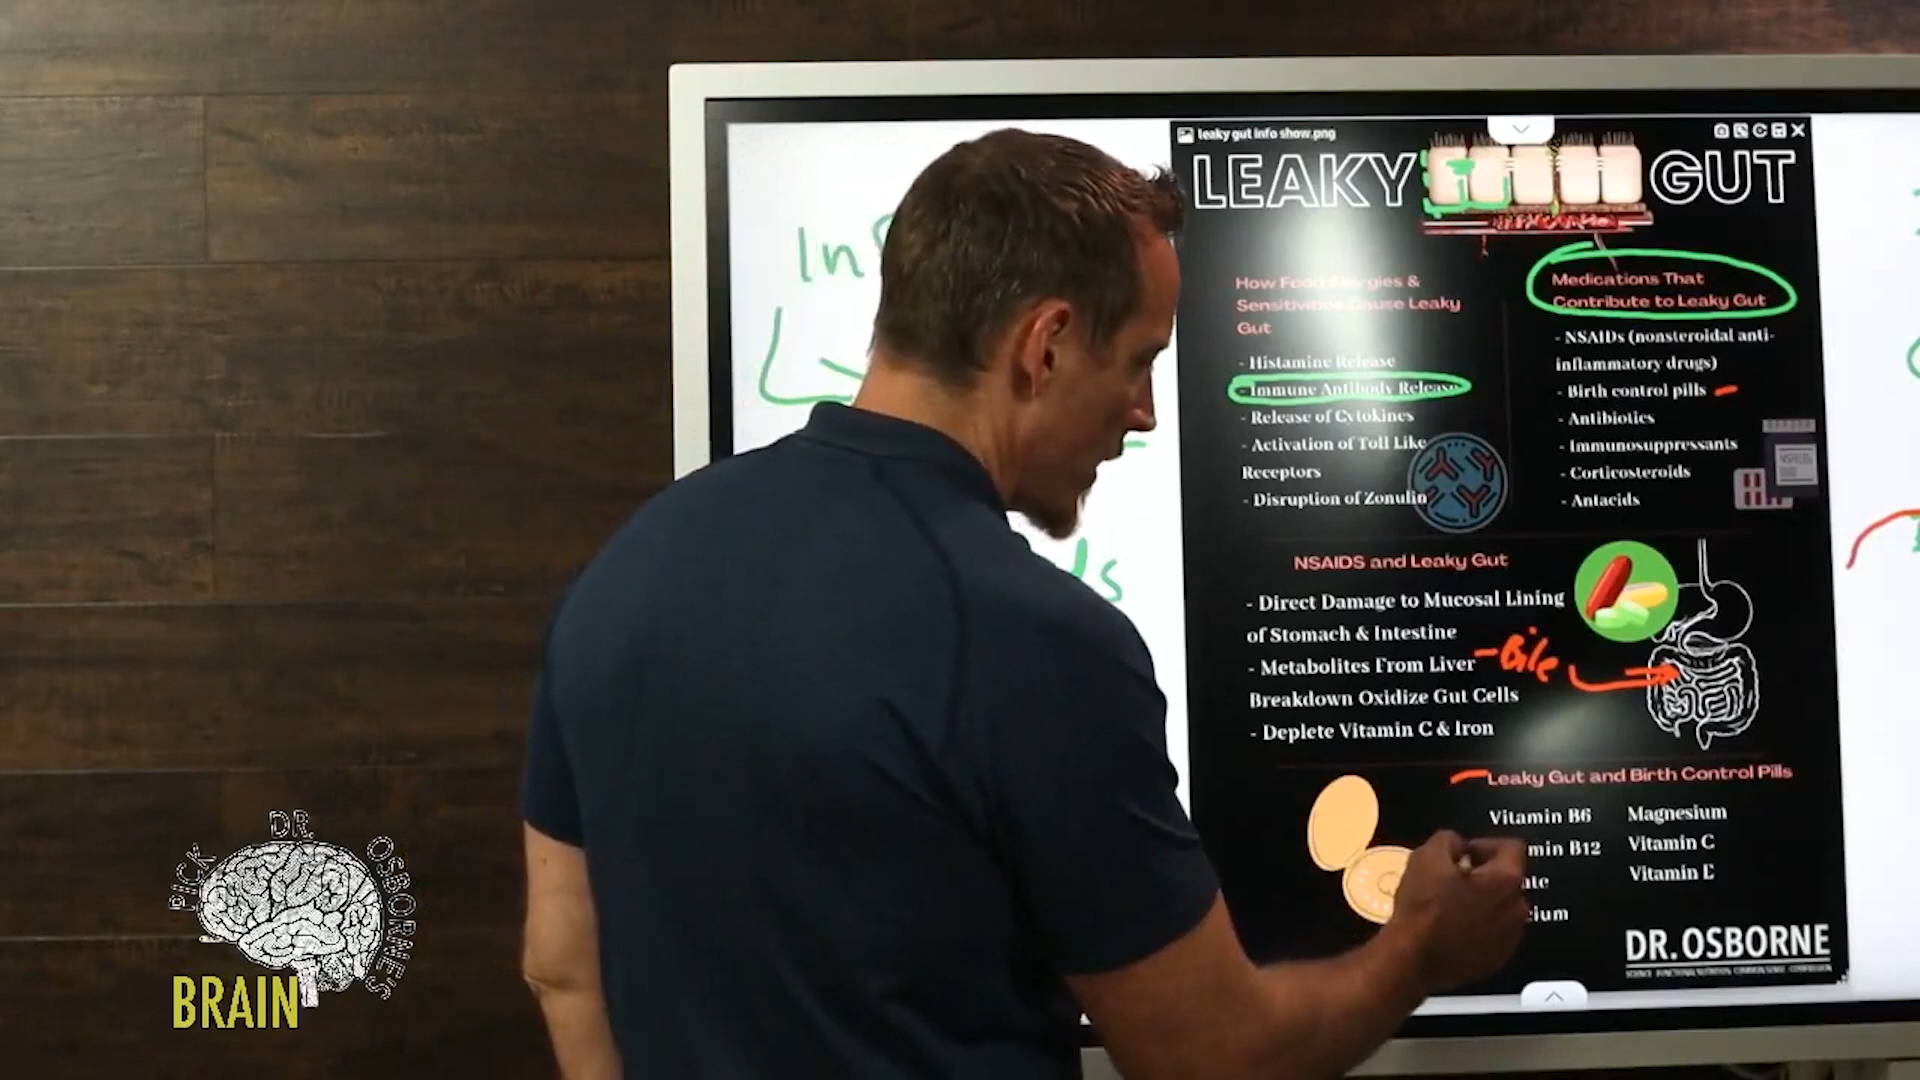 leaky gut info show.png
LEAKY GUT
In
How Food Allergies &
Sensitivities Cause Leaky
Gut
- Histamine Release
- Immune Antibody Release
- Release of Cytokines
- Activation of Toll Like
Receptors
- Disruption of Zonulin
Medications That
Contribute to Leaky Gut
- NSAIDs (nonsteroidal anti-
inflammatory drugs)
- Birth control pills
- Antibiotics
- Immunosuppressants
- Corticosteroids
- Antacids
NSAIDS and Leaky Gut
- Direct Damage to Mucosal Lining
of Stomach & Intestine
- Metabolites From Liver - Bile
Breakdown Oxidize Gut Cells
- Deplete Vitamin C & Iron
Leaky Gut and Birth Control Pills
Vitamin B6
min B12
ate
cium
Magnesium
Vitamin C
Vitamin E
DR. OSBORNE
PICK
DR.
OSBORNE'S
BRAIN